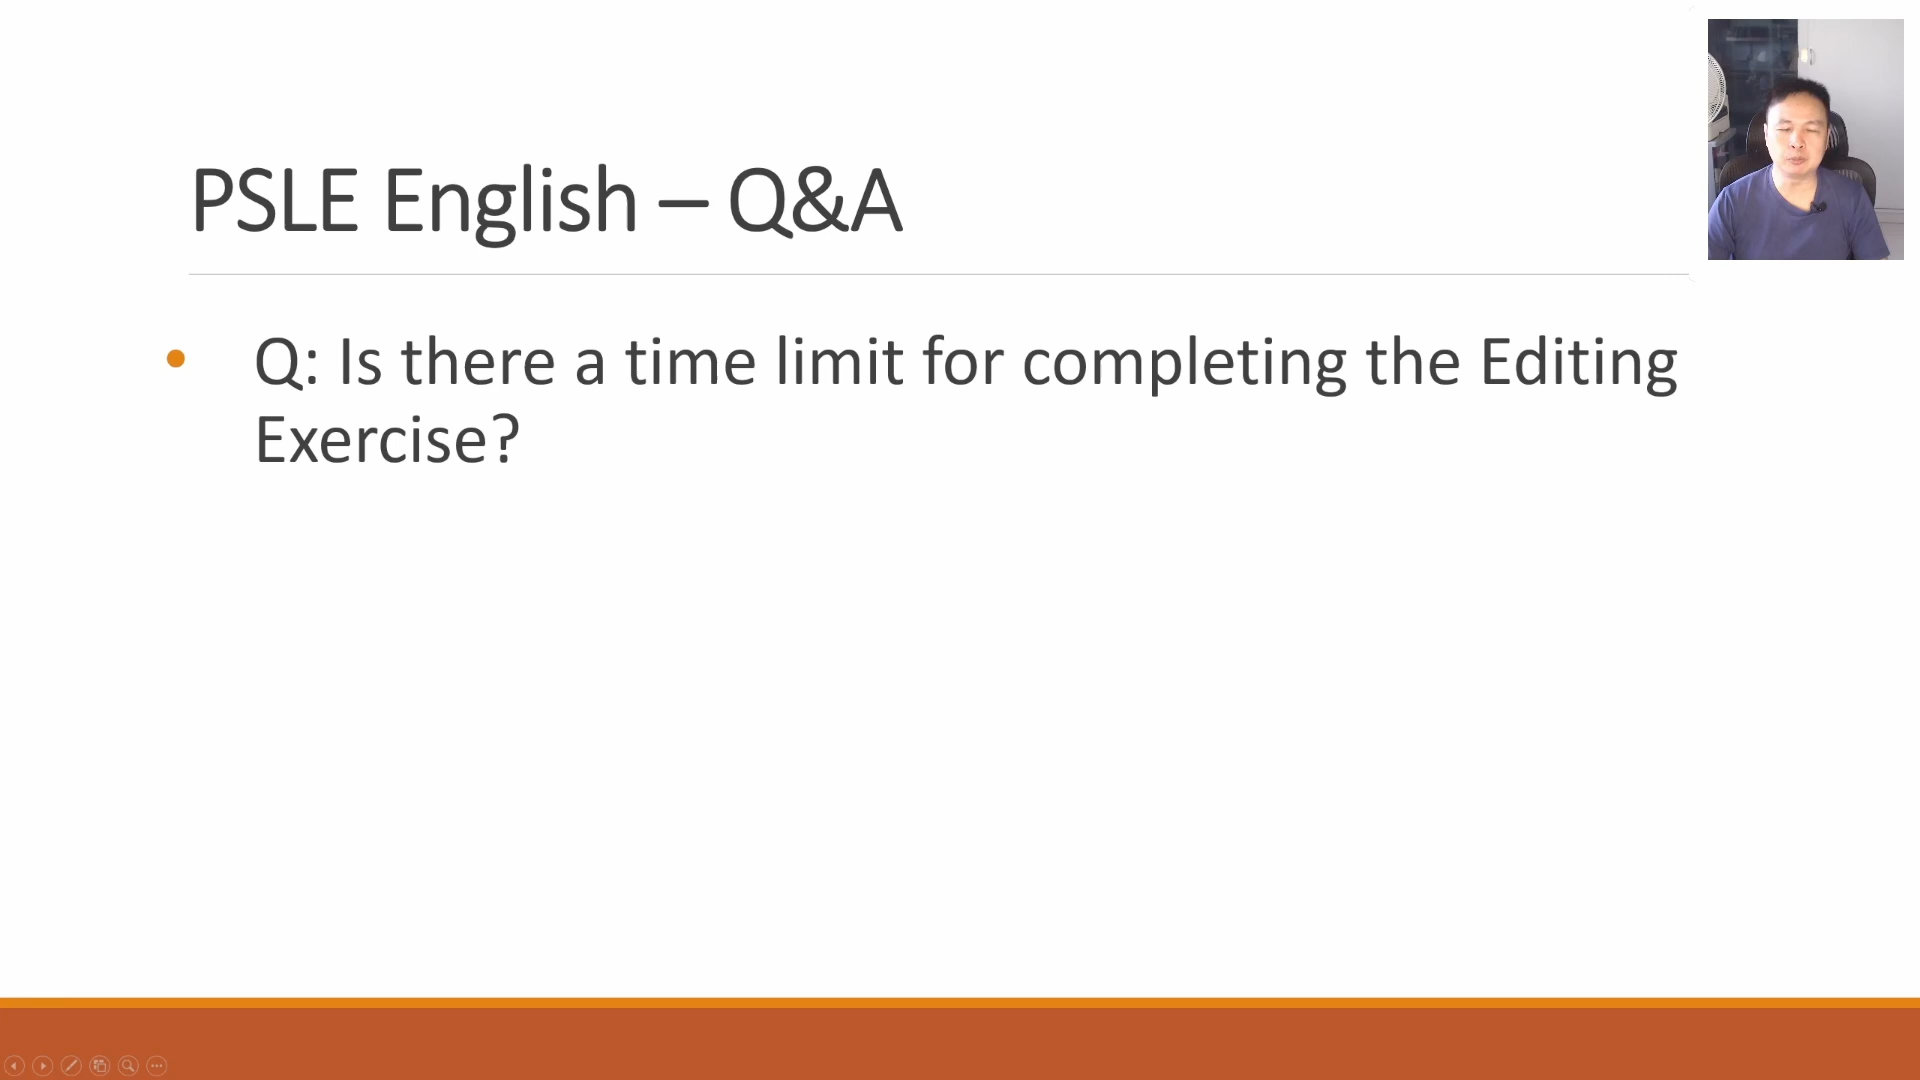 PSLE English – Q&A
• Q: Is there a time limit for completing the Editing
Exercise?